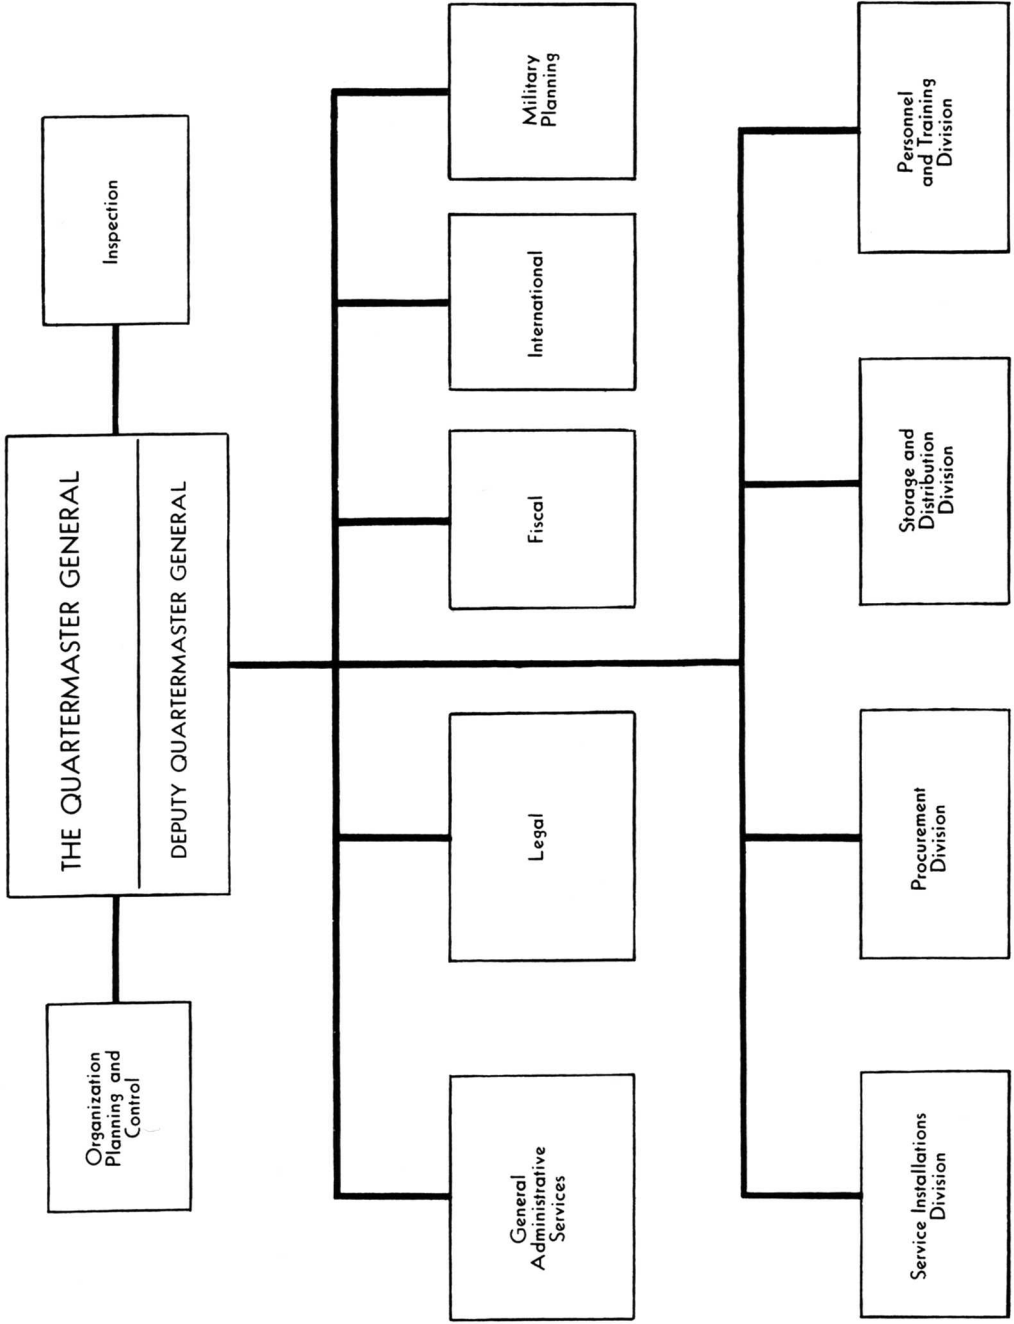 THE QUARTERMASTER GENERAL
DEPUTY QUARTERMASTER GENERAL
Organization
Planning and
Control
Inspection
General
Administrative
Services
Legal
Fiscal
International
Military
Planning
Service Installations
Division
Procurement
Division
Storage and
Distribution
Division
Personnel
and Training
Division